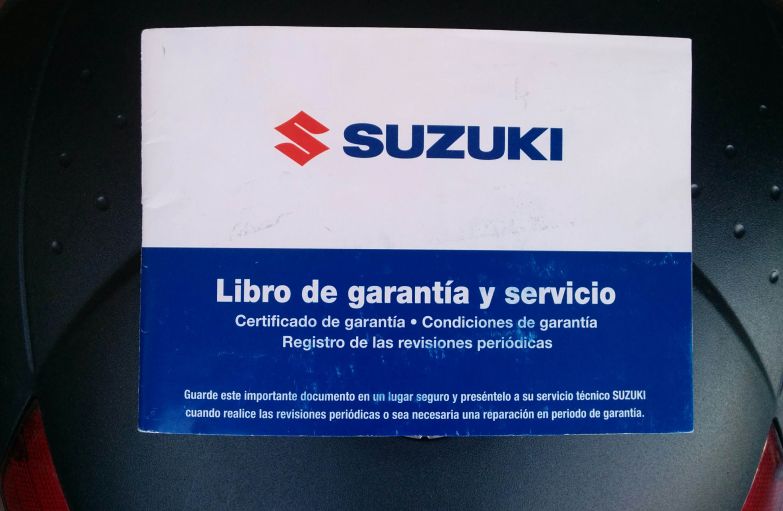 SUZUKI
Libro de garantía y servicio
Certificado de garantía • Condiciones de garantía
Registro de las revisiones periódicas
Guarde este importante documento en un lugar seguro y preséntelo a su servicio técnico SUZUKI
cuando realice las revisiones periódicas o sea necesaria una reparación en periodo de garantía.